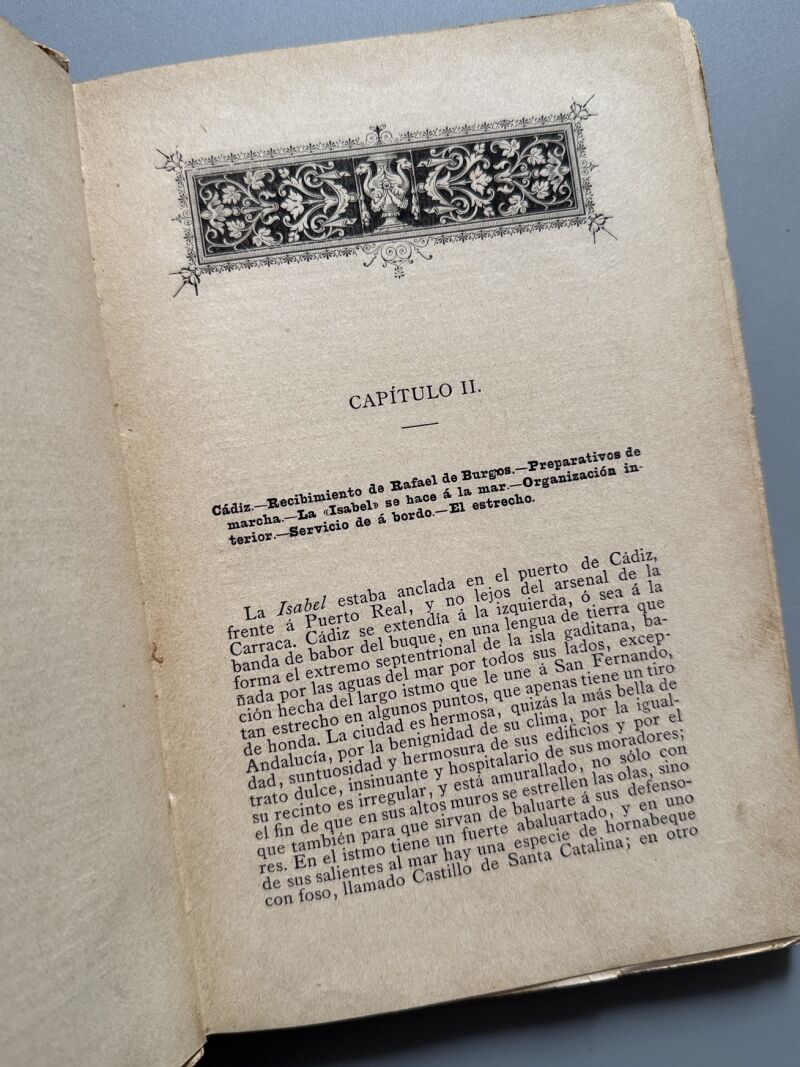 CAPÍTULO II.
Cádiz.—Recibimiento de Rafael de Burgos.—Preparativos de
marcha.—La «Isabel» se hace á la mar.—Organización in-
terior.—Servicio de á bordo.—El estrecho.
La Isabel estaba anclada en el puerto de Cádiz,
frente á Puerto Real, y no lejos del arsenal de la
Carraca. Cádiz se extendía á la izquierda, ó sea á la
banda de babor del buque, en una lengua de tierra que
forma el extremo septentrional de la isla gaditana, ba-
ñada por las aguas del mar por todos sus lados, excep-
ción hecha del largo istmo que le une á San Fernando,
tan estrecho en algunos puntos, que apenas tiene un tiro
de honda. La ciudad es hermosa, quizás la más bella de
Andalucía, por la benignidad de su clima, por la igual-
dad, suntuosidad y hermosura de sus edificios y por el
trato dulce, insinuante y hospitalario de sus moradores;
su recinto es irregular, y está amurallado, no sólo con
el fin de que en sus altos muros se estrellen las olas, sino
que también para que sirvan de baluarte á sus defenso-
res. En el istmo tiene un fuerte abaluartado, y en uno
de sus salientes al mar hay una especie de hornabeque
con foso, llamado Castillo de Santa Catalina; en otro